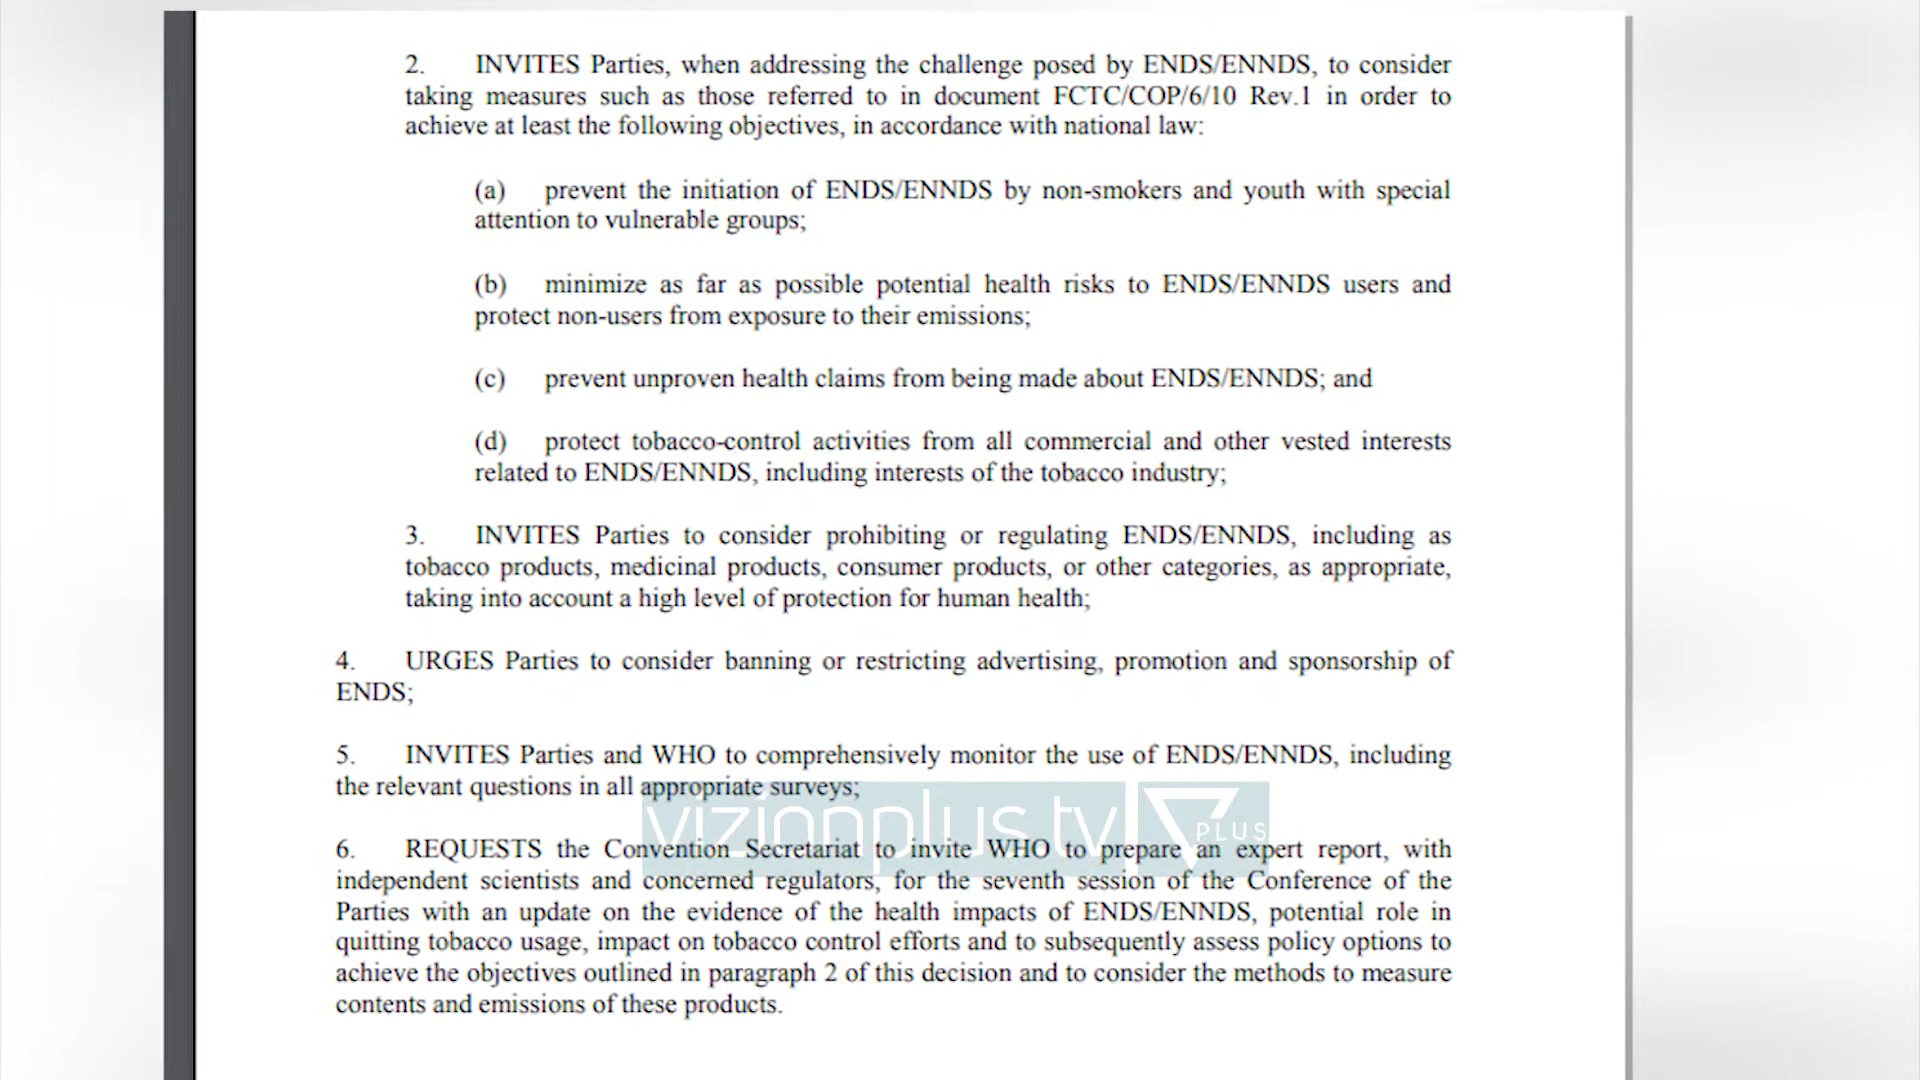 2. INVITES Parties, when addressing the challenge posed by ENDS/ENNDS, to consider
taking measures such as those referred to in document FCTC/COP/6/10 Rev.1 in order to
achieve at least the following objectives, in accordance with national law:
(a) prevent the initiation of ENDS/ENNDS by non-smokers and youth with special
attention to vulnerable groups;
(b) minimize as far as possible potential health risks to ENDS/ENNDS users and
protect non-users from exposure to their emissions;
(c) prevent unproven health claims from being made about ENDS/ENNDS; and
(d) protect tobacco-control activities from all commercial and other vested interests
related to ENDS/ENNDS, including interests of the tobacco industry;
3. INVITES Parties to consider prohibiting or regulating ENDS/ENNDS, including as
tobacco products, medicinal products, consumer products, or other categories, as appropriate,
taking into account a high level of protection for human health;
4. URGES Parties to consider banning or restricting advertising, promotion and sponsorship of
ENDS;
5. INVITES Parties and WHO to comprehensively monitor the use of ENDS/ENNDS, including
the relevant questions in all appropriate surveys;
vizionplus.tv
PLUS
6. REQUESTS the Convention Secretariat to invite WHO to prepare an expert report, with
independent scientists and concerned regulators, for the seventh session of the Conference of the
Parties with an update on the evidence of the health impacts of ENDS/ENNDS, potential role in
quitting tobacco usage, impact on tobacco control efforts and to subsequently assess policy options to
achieve the objectives outlined in paragraph 2 of this decision and to consider the methods to measure
contents and emissions of these products.